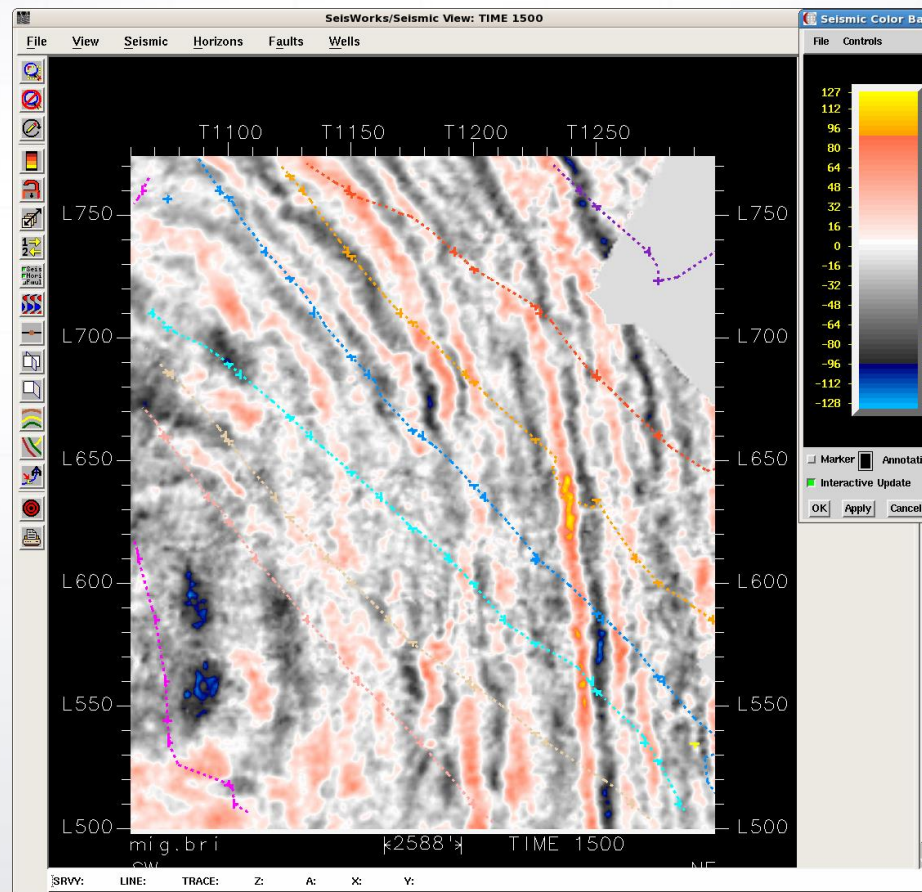 SeisWorks/Seismic View: TIME 1500
File View Seismic Horizons Faults Wells
T1100 T1150 T1200 T1250
L750 L750
L700 L700
L650 L650
L600 L600
L550 L550
L500 L500
mig.bri 2588' TIME 1500
SW NE
SRVY: LINE: TRACE: Z: A: X: Y:
Seismic Color Ba
File Controls
127
112
96
80
64
48
32
16
0
-16
-32
-48
-64
-80
-96
-112
-128
Marker Annotati
Interactive Update
OK Apply Cancel